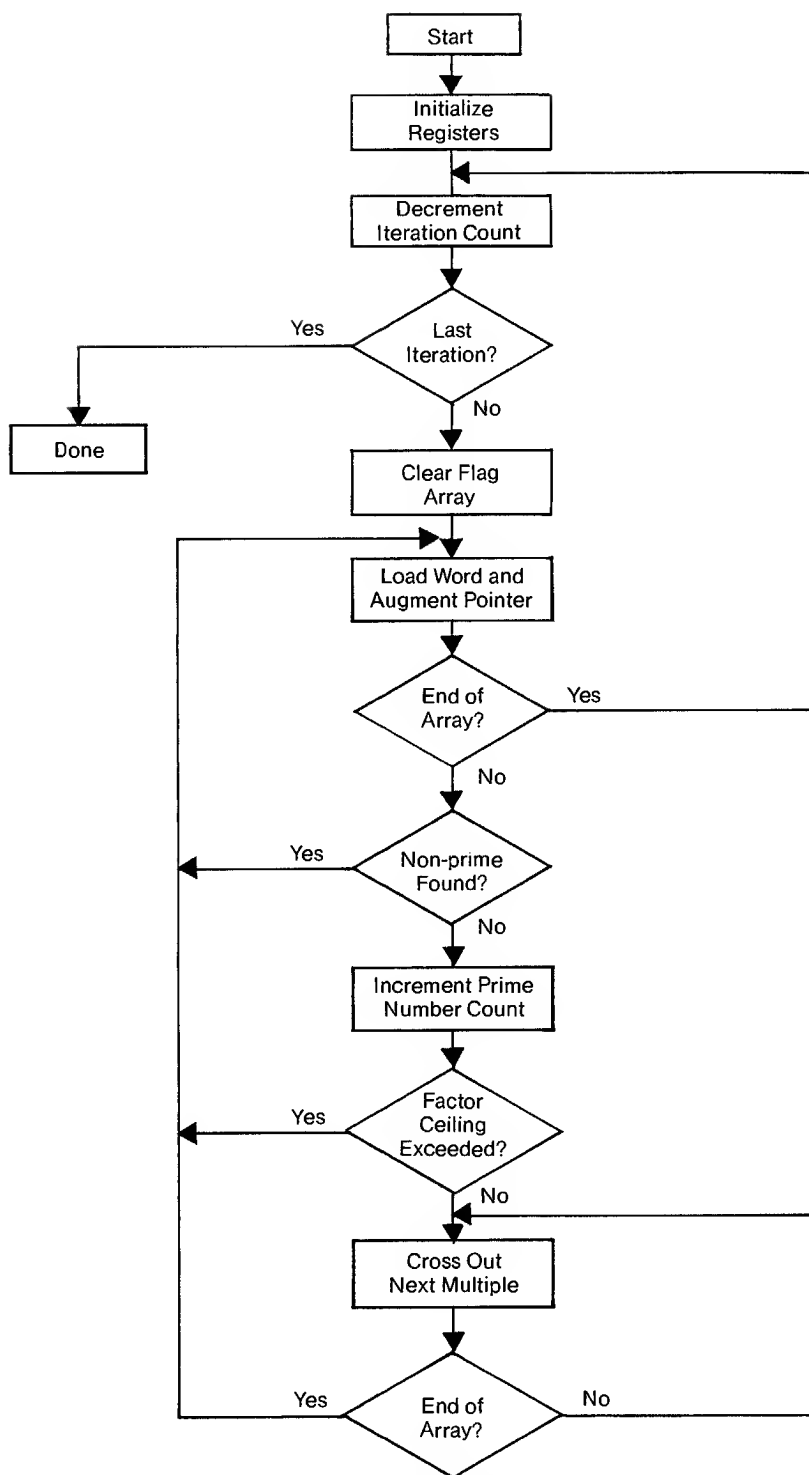 Start
Initialize
Registers
Decrement
Iteration Count
Yes
Last
Iteration?
No
Done
Clear Flag
Array
Load Word and
Augment Pointer
End of
Array?
Yes
No
Yes
Non-prime
Found?
No
Increment Prime
Number Count
Yes
Factor
Ceiling
Exceeded?
No
Cross Out
Next Multiple
Yes
End of
Array?
No